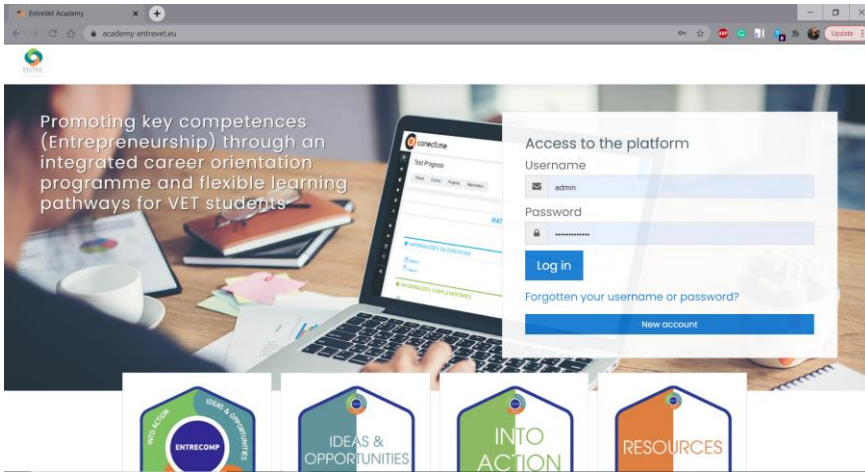 EntreVet Academy
academy-entrevet.eu
Update
ENTRE
Promoting key competences
(Entrepreneurship) through an
integrated career orientation
programme and flexible learning
pathways for VET students
conectime
Test Progress
Access to the platform
Username
admin
Password
Log in
Forgotten your username or password?
New account
INTO ACTION
IDEAS & OPPORTUNITIES
ENTRECOMP
IDEAS &
OPPORTUNITIES
INTO
ACTION
RESOURCES